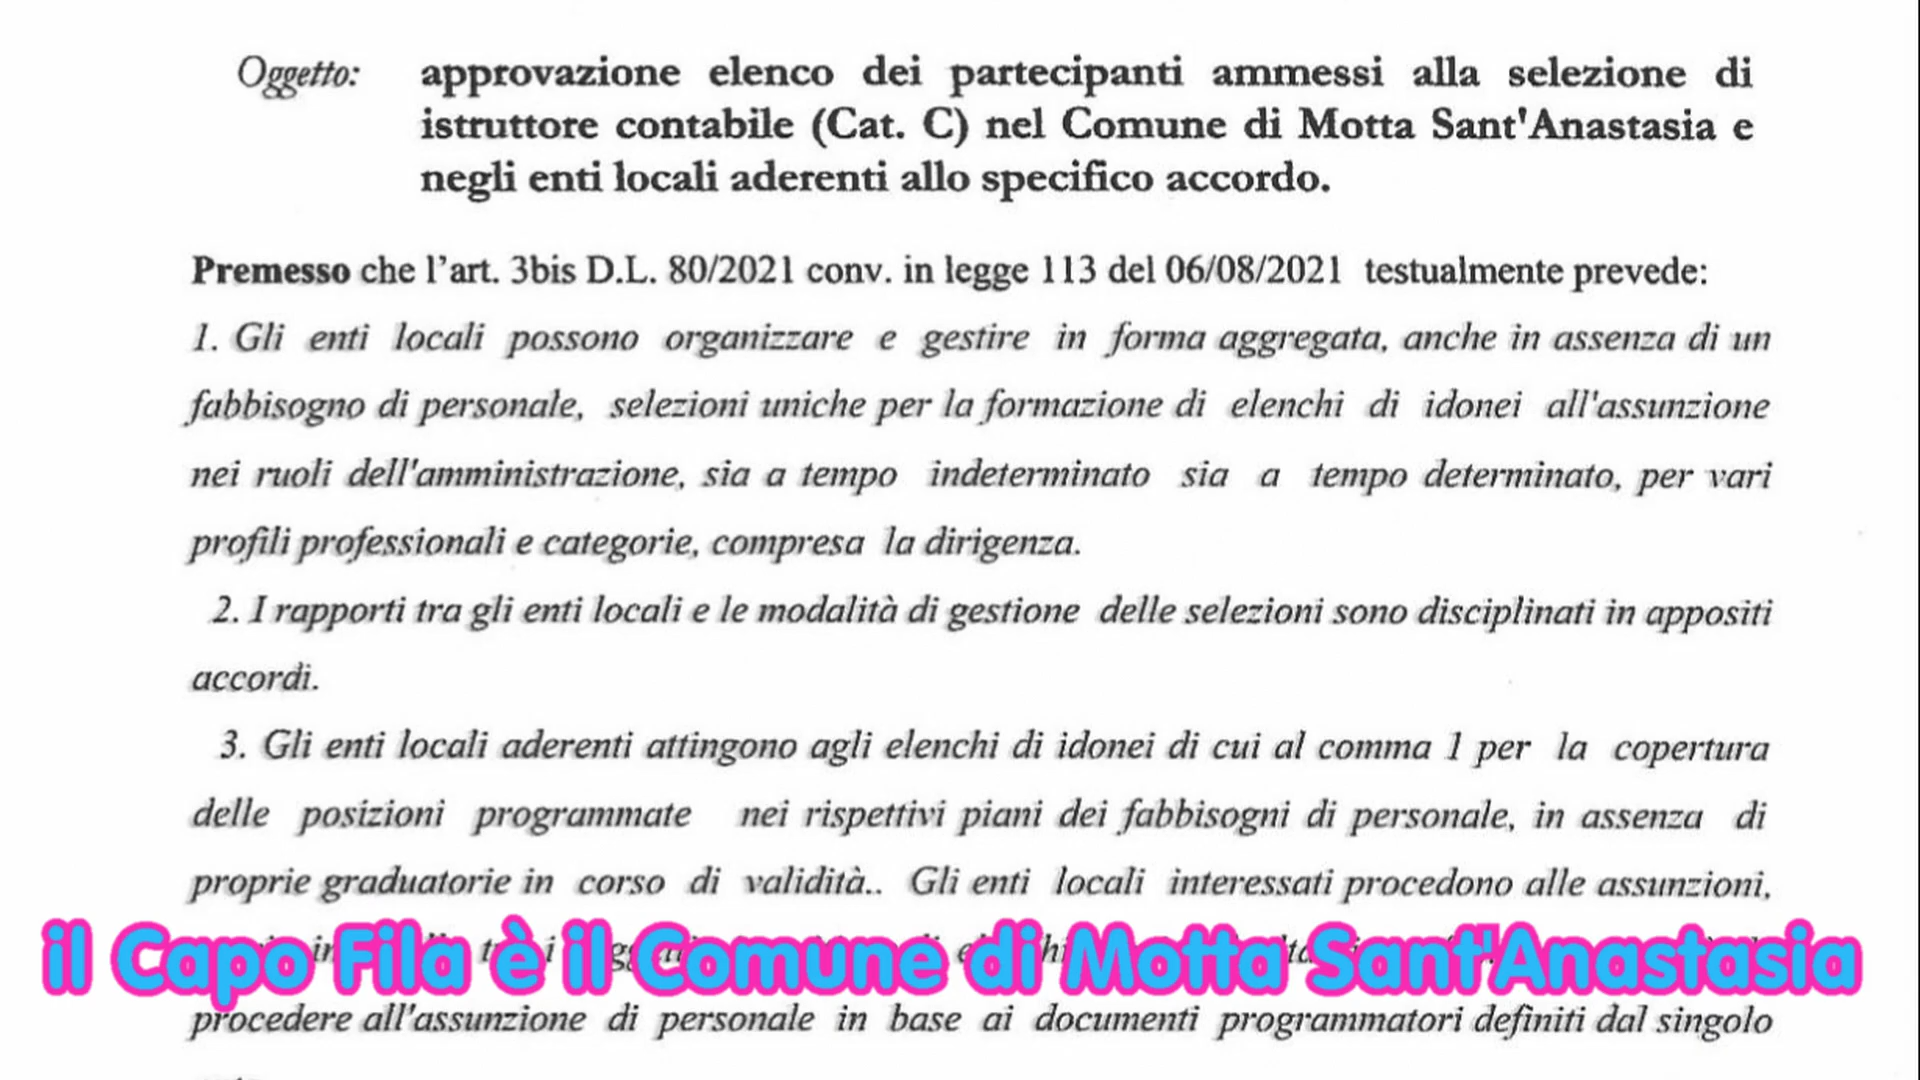 Oggetto: approvazione elenco dei partecipanti ammessi alla selezione di
istruttore contabile (Cat. C) nel Comune di Motta Sant'Anastasia e
negli enti locali aderenti allo specifico accordo.
Premesso che l’art. 3bis D.L. 80/2021 conv. in legge 113 del 06/08/2021 testualmente prevede:
1. Gli enti locali possono organizzare e gestire in forma aggregata, anche in assenza di un
fabbisogno di personale, selezioni uniche per la formazione di elenchi di idonei all'assunzione
nei ruoli dell'amministrazione, sia a tempo indeterminato sia a tempo determinato, per vari
profili professionali e categorie, compresa la dirigenza.
2. I rapporti tra gli enti locali e le modalità di gestione delle selezioni sono disciplinati in appositi
accordi.
3. Gli enti locali aderenti attingono agli elenchi di idonei di cui al comma 1 per la copertura
delle posizioni programmate nei rispettivi piani dei fabbisogni di personale, in assenza di
proprie graduatorie in corso di validità.. Gli enti locali interessati procedono alle assunzioni,
il Capo Fila è il Comune di Motta Sant'Anastasia
procedere all'assunzione di personale in base ai documenti programmatori definiti dal singolo